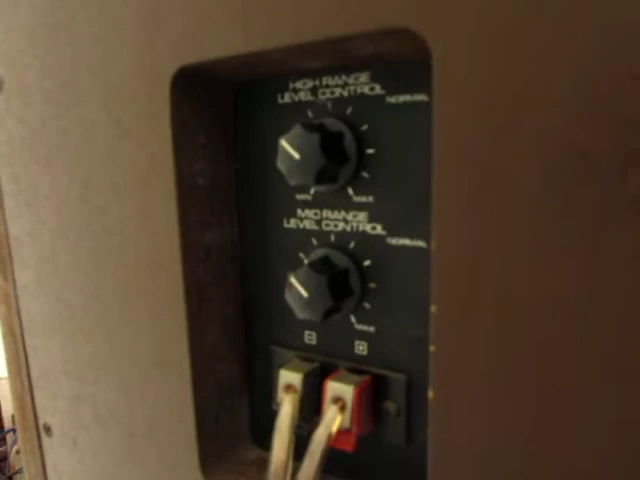 HIGH RANGE
LEVEL CONTROL
NORMAL
MIN
MAX
MID RANGE
LEVEL CONTROL
NORMAL
MAX
-
+